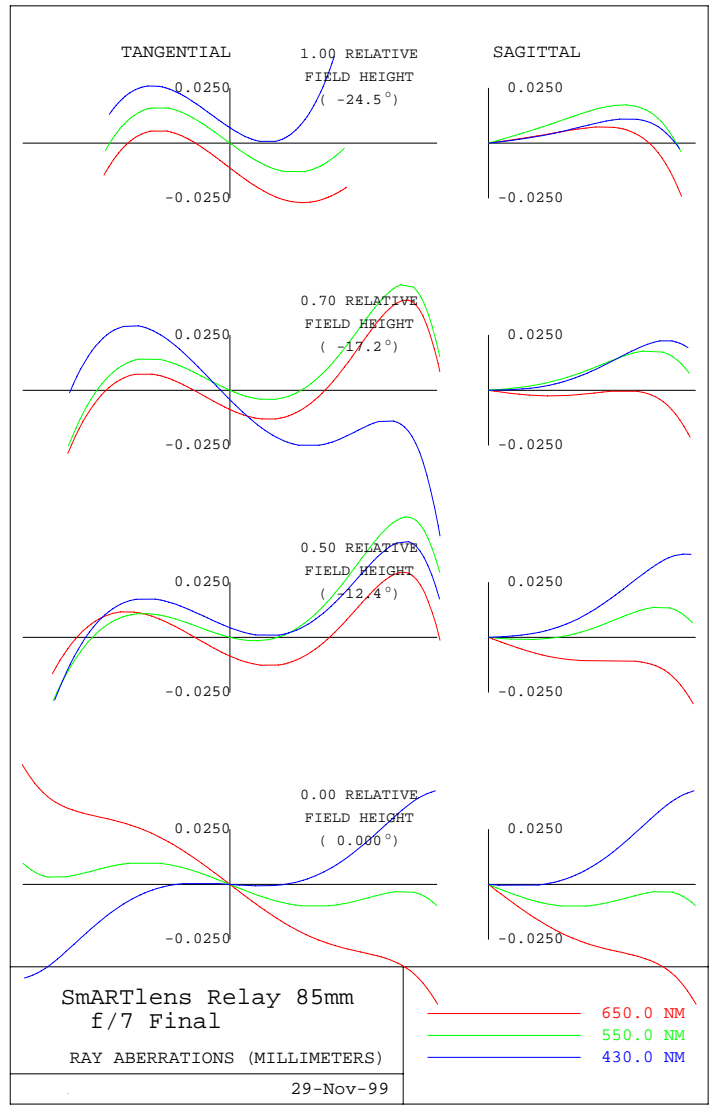 TANGENTIAL 1.00 RELATIVE SAGITTAL
FIELD HEIGHT
( -24.5°)
0.0250 0.0250
-0.0250 -0.0250
0.70 RELATIVE
FIELD HEIGHT
( -17.2°)
0.0250 0.0250
-0.0250 -0.0250
0.50 RELATIVE
FIELD HEIGHT
( -12.4°)
0.0250 0.0250
-0.0250 -0.0250
0.00 RELATIVE
FIELD HEIGHT
( 0.000°)
0.0250 0.0250
-0.0250 -0.0250
SmARTlens Relay 85mm
f/7 Final
RAY ABERRATIONS (MILLIMETERS)
29-Nov-99
650.0 NM
550.0 NM
430.0 NM